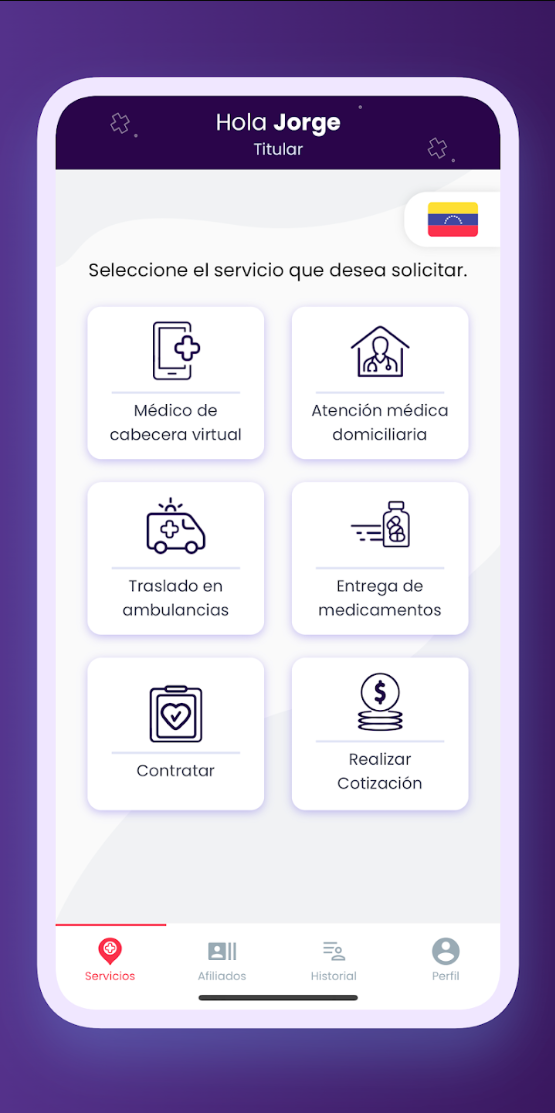 Hola Jorge
Titular
Seleccione el servicio que desea solicitar.
Médico de
cabecera virtual
Atención médica
domiciliaria
Traslado en
ambulancias
Entrega de
medicamentos
Contratar
$
Realizar
Cotización
Servicios
Afiliados
Historial
Perfil